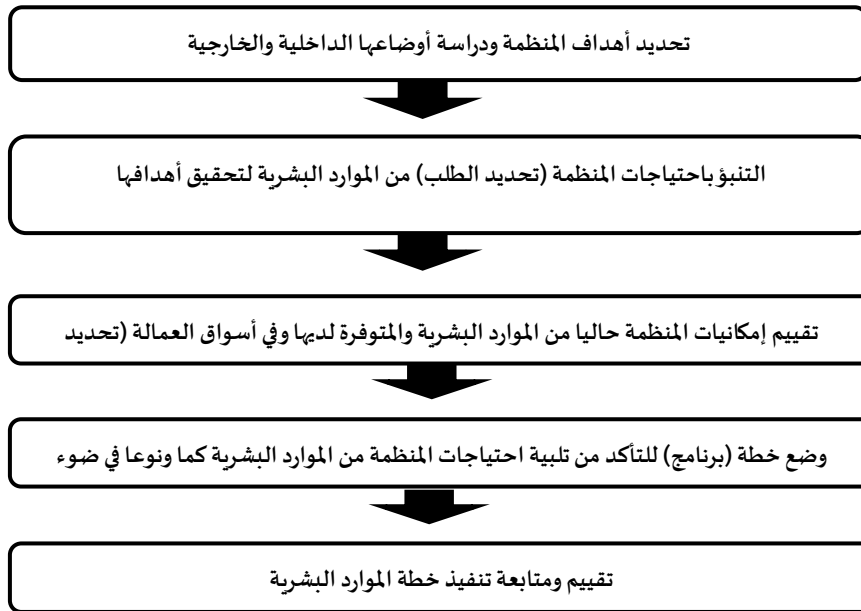 تحديد أهداف المنظمة ودراسة أوضاعها الداخلية والخارجية
التنبؤ باحتياجات المنظمة (تحديد الطلب) من الموارد البشرية لتحقيق أهدافها
تقييم إمكانيات المنظمة حاليا من الموارد البشرية والمتوفرة لديها وفي أسواق العمالة (تحديد
وضع خطة (برنامج) للتأكد من تلبية احتياجات المنظمة من الموارد البشرية كما ونوعا في ضوء
تقييم ومتابعة تنفيذ خطة الموارد البشرية